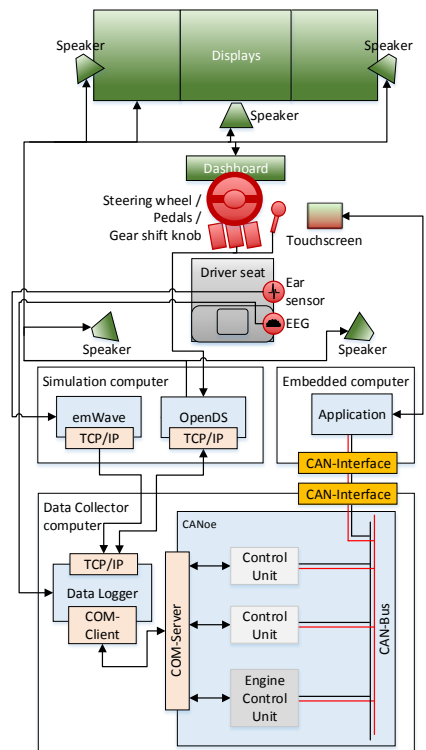 Speaker
Displays
Speaker
Speaker
Dashboard
Steering wheel /
Pedals /
Gear shift knob
Touchscreen
Driver seat
Ear
sensor
EEG
Speaker
Speaker
Simulation computer
Embedded computer
emWave
TCP/IP
OpenDS
TCP/IP
Application
CAN-Interface
CAN-Interface
Data Collector
computer
CANoe
TCP/IP
Data Logger
COM-
Client
COM-Server
Control
Unit
Control
Unit
Engine
Control
Unit
CAN-Bus